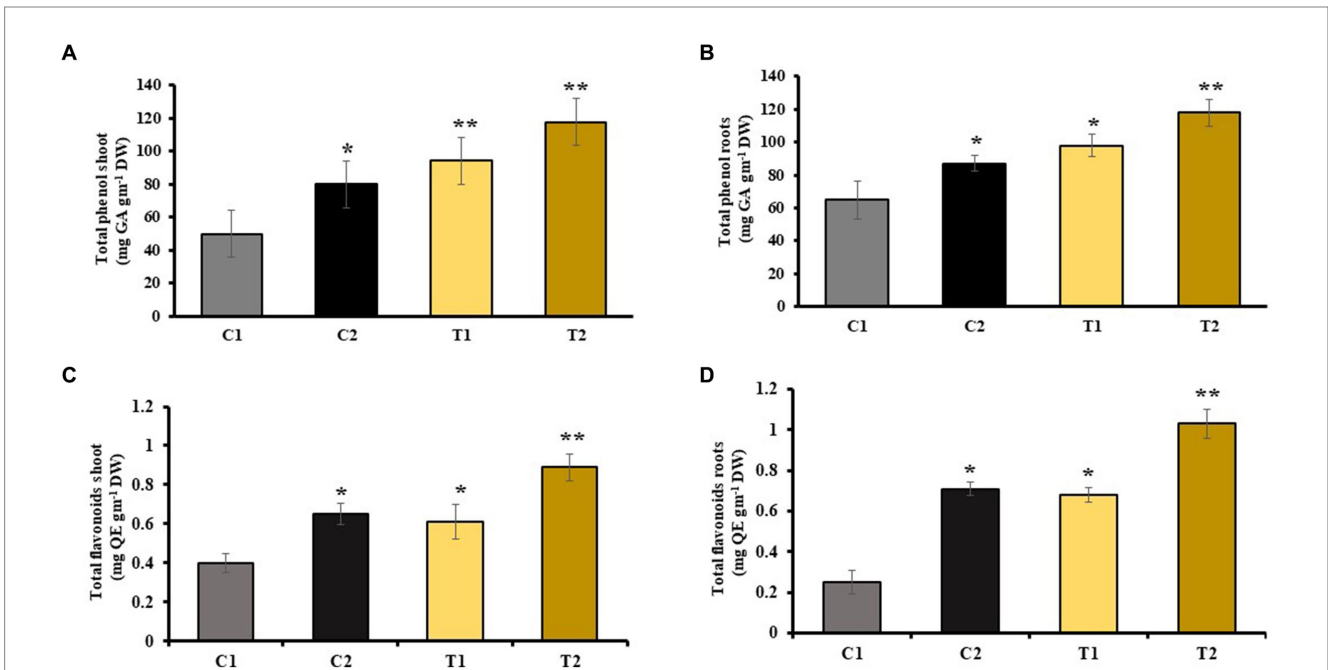 A
Total phenol shoot
(mg GA gm⁻¹ DW)
140
120
100
80
60
40
20
0
*
**
**
C1 C2 T1 T2
B
Total phenol roots
(mg GA gm⁻¹ DW)
140
120
100
80
60
40
20
0
*
*
**
C1 C2 T1 T2
C
Total flavonoids shoot
(mg QE gm⁻¹ DW)
1.2
1
0.8
0.6
0.4
0.2
0
*
*
**
C1 C2 T1 T2
D
Total flavonoids roots
(mg QE gm⁻¹ DW)
1.2
1
0.8
0.6
0.4
0.2
0
*
*
**
C1 C2 T1 T2